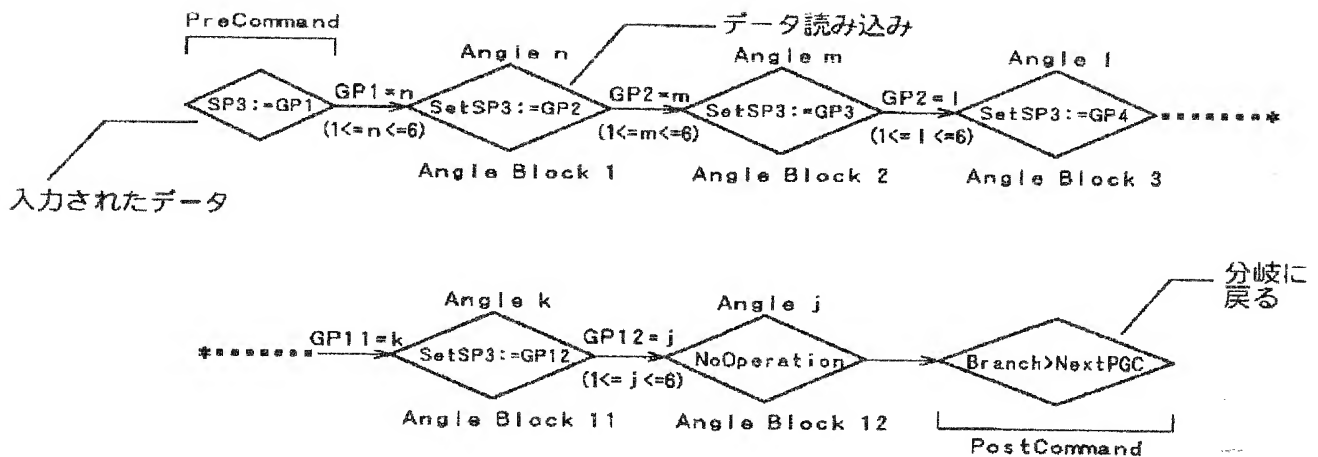 PreCommand
データ読み込み
Angle n
Angle m
Angle l
SP3:=GP1
GP1=n
SetSP3:=GP2
GP2=m
SetSP3:=GP3
GP2=l
SetSP3:=GP4
(1<=n<=6)
(1<=m<=6)
(1<=l<=6)
Angle Block 1
Angle Block 2
Angle Block 3
入力されたデータ
分岐に
戻る
Angle k
Angle j
GP11=k
SetSP3:=GP12
GP12=j
NoOperation
Branch>NextPGC
(1<=j<=6)
Angle Block 11
Angle Block 12
PostCommand